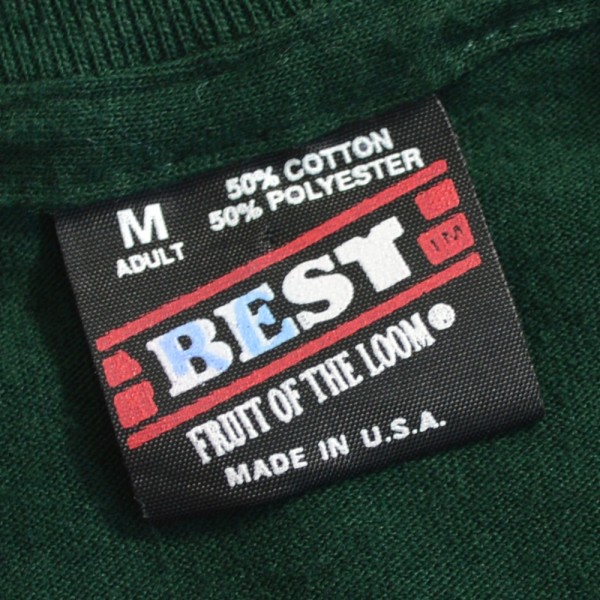 50% COTTON
50% POLYESTER
M
ADULT
BEST
TM
FRUIT OF THE LOOM®
MADE IN U.S.A.